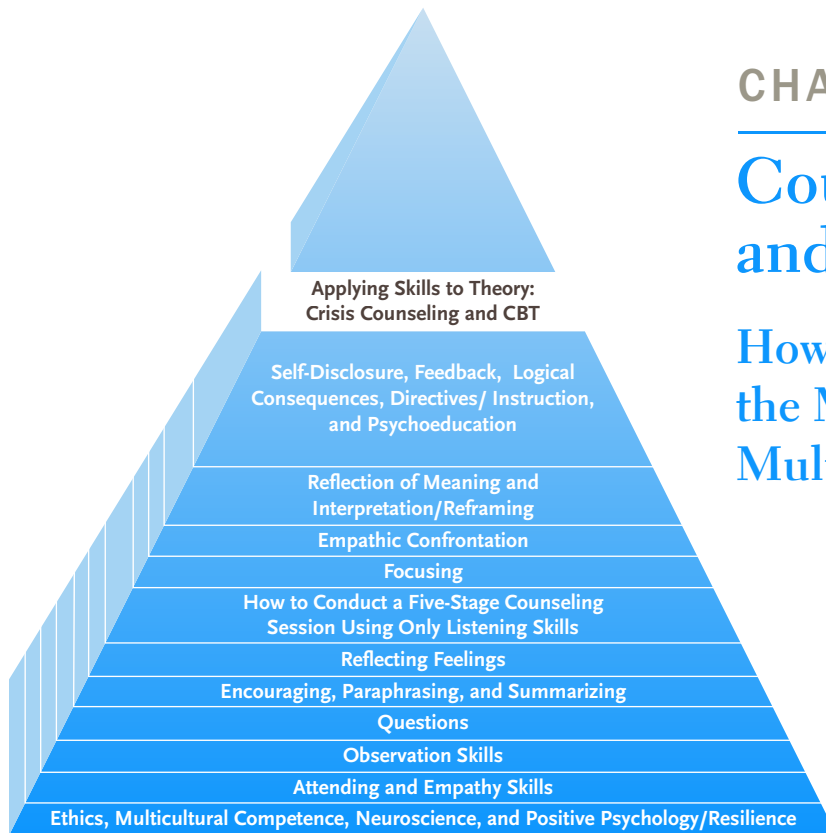 CHA
Cou
and
How
the M
Mul
Applying Skills to Theory:
Crisis Counseling and CBT
Self-Disclosure, Feedback, Logical
Consequences, Directives/ Instruction,
and Psychoeducation
Reflection of Meaning and
Interpretation/Reframing
Empathic Confrontation
Focusing
How to Conduct a Five-Stage Counseling
Session Using Only Listening Skills
Reflecting Feelings
Encouraging, Paraphrasing, and Summarizing
Questions
Observation Skills
Attending and Empathy Skills
Ethics, Multicultural Competence, Neuroscience, and Positive Psychology/Resilience